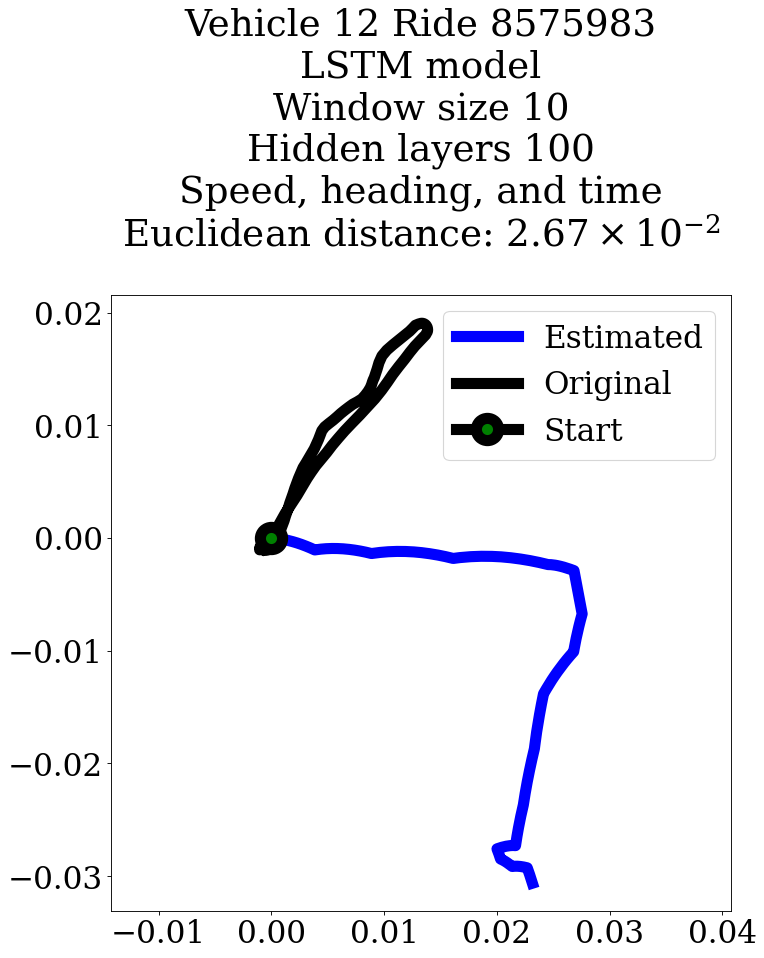 Vehicle 12 Ride 8575983
LSTM model
Window size 10
Hidden layers 100
Speed, heading, and time
Euclidean distance: 2.67 × 10⁻²
Estimated
Original
Start
0.02
0.01
0.00
−0.01
−0.02
−0.03
−0.01 0.00 0.01 0.02 0.03 0.04